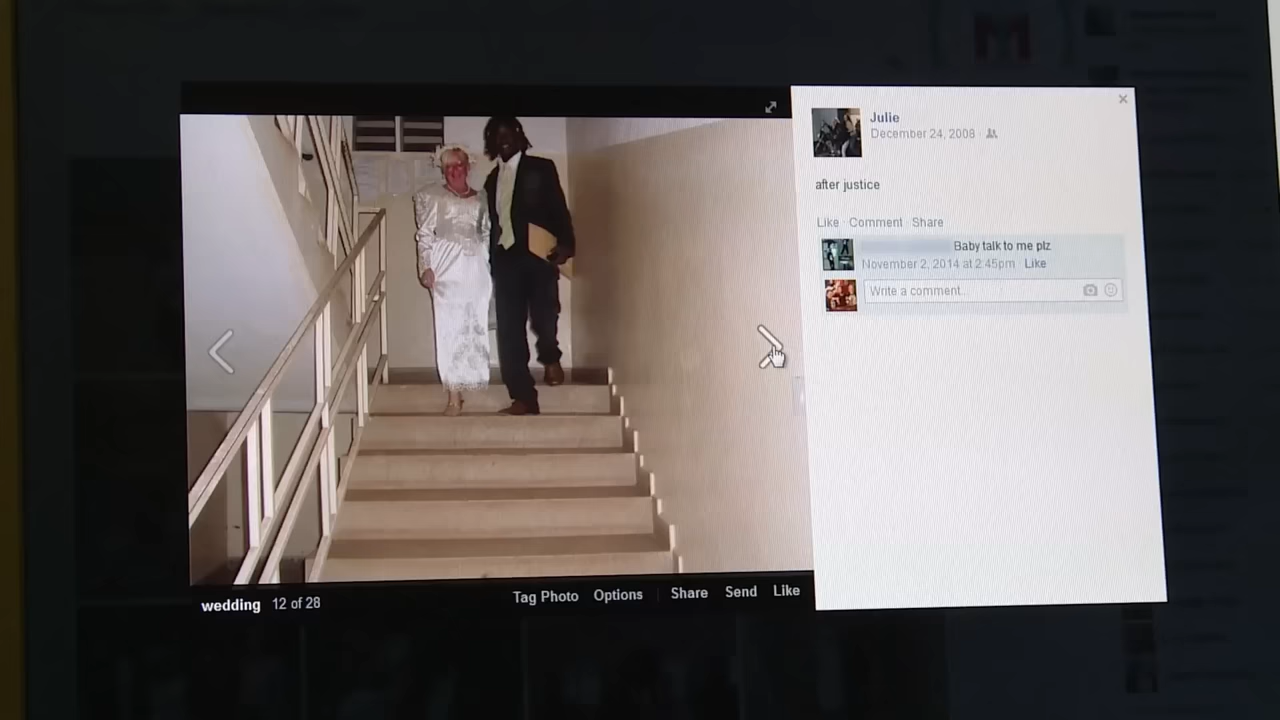 Julie
December 24, 2008
after justice
Like · Comment · Share
Baby talk to me plz
November 2, 2014 at 2:45pm · Like
Write a comment...
wedding 12 of 28
Tag Photo Options Share Send Like